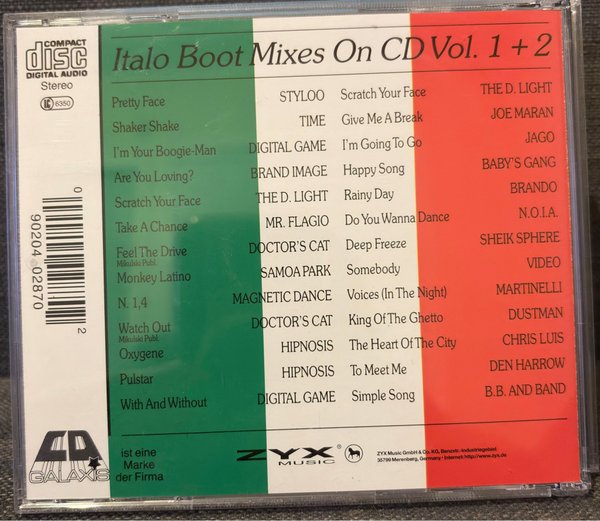 COMPACT
disc
DIGITAL AUDIO
Stereo
LC 6350
Italo Boot Mixes On CD Vol. 1 + 2
Pretty Face STYLOO
Shaker Shake TIME
I'm Your Boogie-Man DIGITAL GAME
Are You Loving? BRAND IMAGE
Scratch Your Face THE D. LIGHT
Take A Chance MR. FLAGIO
Feel The Drive DOCTOR'S CAT
Mikulski Publ.
Monkey Latino SAMOA PARK
N. 1,4 MAGNETIC DANCE
Watch Out DOCTOR'S CAT
Mikulski Publ.
Oxygene HIPNOSIS
Pulstar HIPNOSIS
With And Without DIGITAL GAME
Scratch Your Face THE D. LIGHT
Give Me A Break JOE MARAN
I'm Going To Go JAGO
Happy Song BABY'S GANG
Rainy Day BRANDO
Do You Wanna Dance N.O.I.A.
Deep Freeze SHEIK SPHERE
Somebody VIDEO
Voices (In The Night) MARTINELLI
King Of The Ghetto DUSTMAN
The Heart Of The City CHRIS LUIS
To Meet Me DEN HARROW
Simple Song B.B. AND BAND
0 90204 02870 2
CD
GALAXIS
ist eine
Marke
der Firma
ZYX®
MUSIC
ZYX Music GmbH & Co. KG, Benzstr.-Industriegebiet
35799 Merenberg, Germany • Internet: http://www.zyx.de